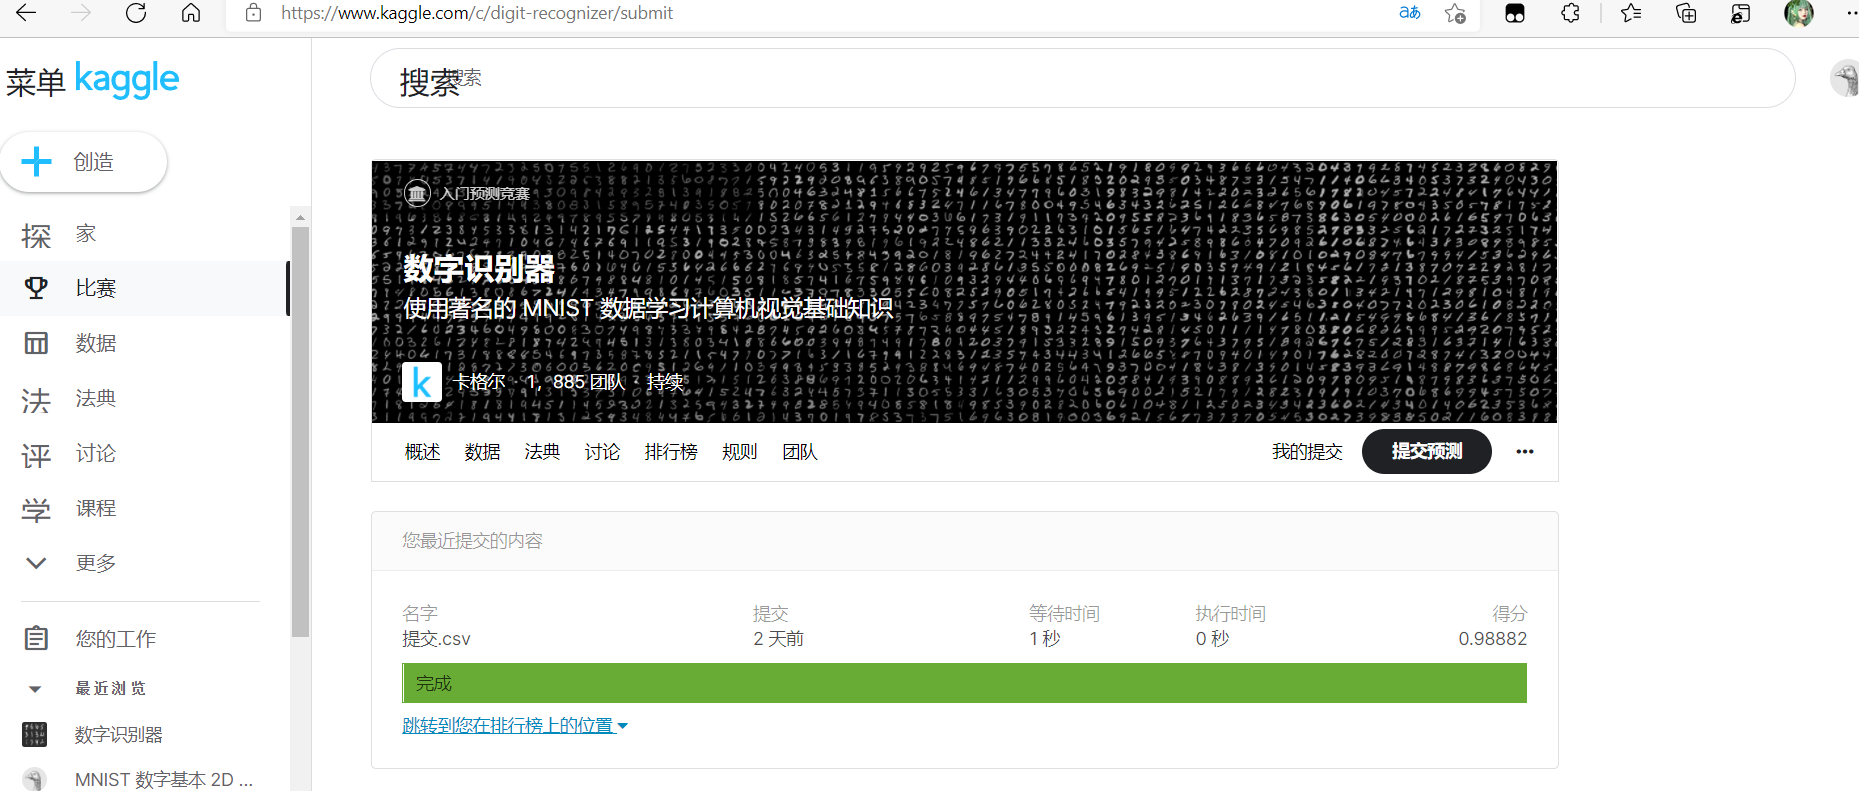 https://www.kaggle.com/c/digit-recognizer/submit
菜单 kaggle
搜索 搜索
创造
探 家
比赛
数据
法 法典
评 讨论
学 课程
更多
您的工作
最近浏览
数字识别器
MNIST 数字基本 2D ...
入门预测竞赛
数字识别器
使用著名的 MNIST 数据学习计算机视觉基础知识
k 卡格尔 · 1，885 团队 · 持续
概述 数据 法典 讨论 排行榜 规则 团队 我的提交 提交预测 •••
您最近提交的内容
名字 提交 等待时间 执行时间 得分
提交.csv 2 天前 1 秒 0 秒 0.98882
完成
跳转到您在排行榜上的位置